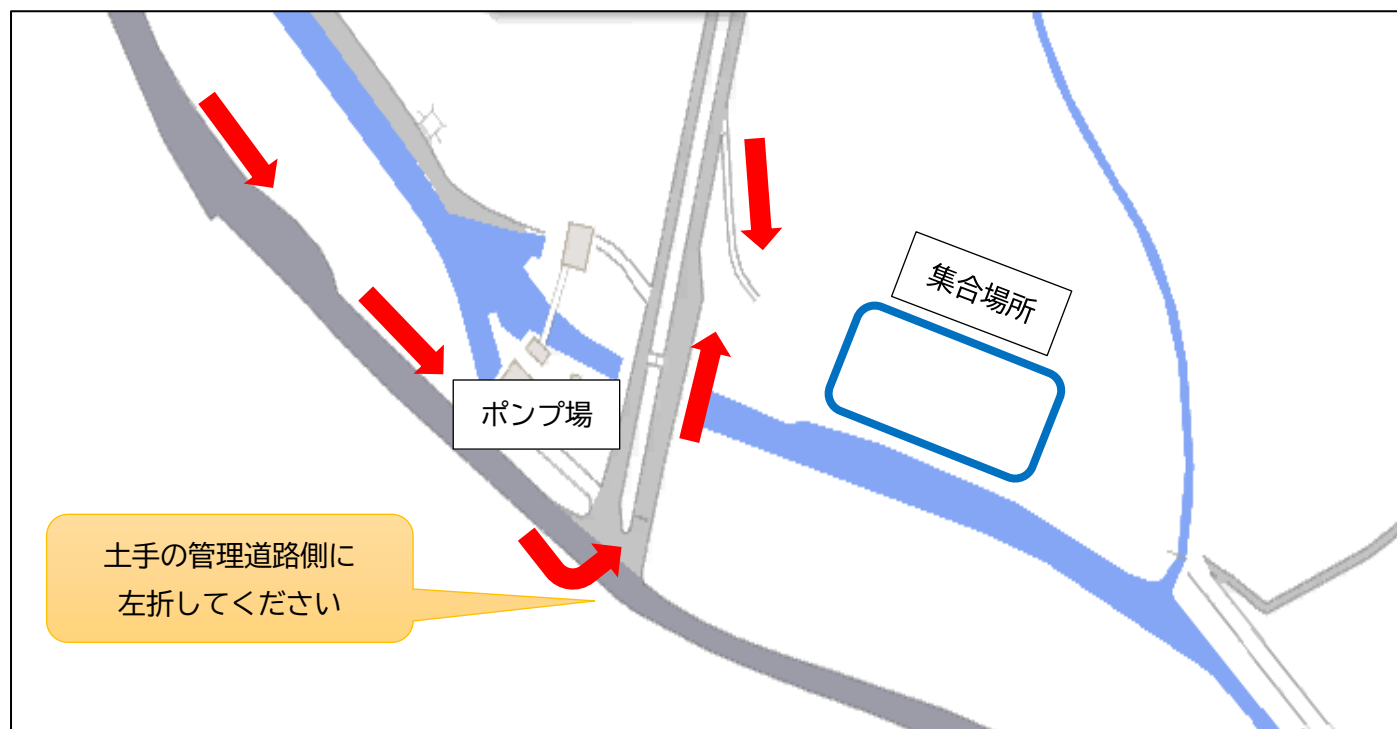 集合場所
ポンプ場
土手の管理道路側に
左折してください